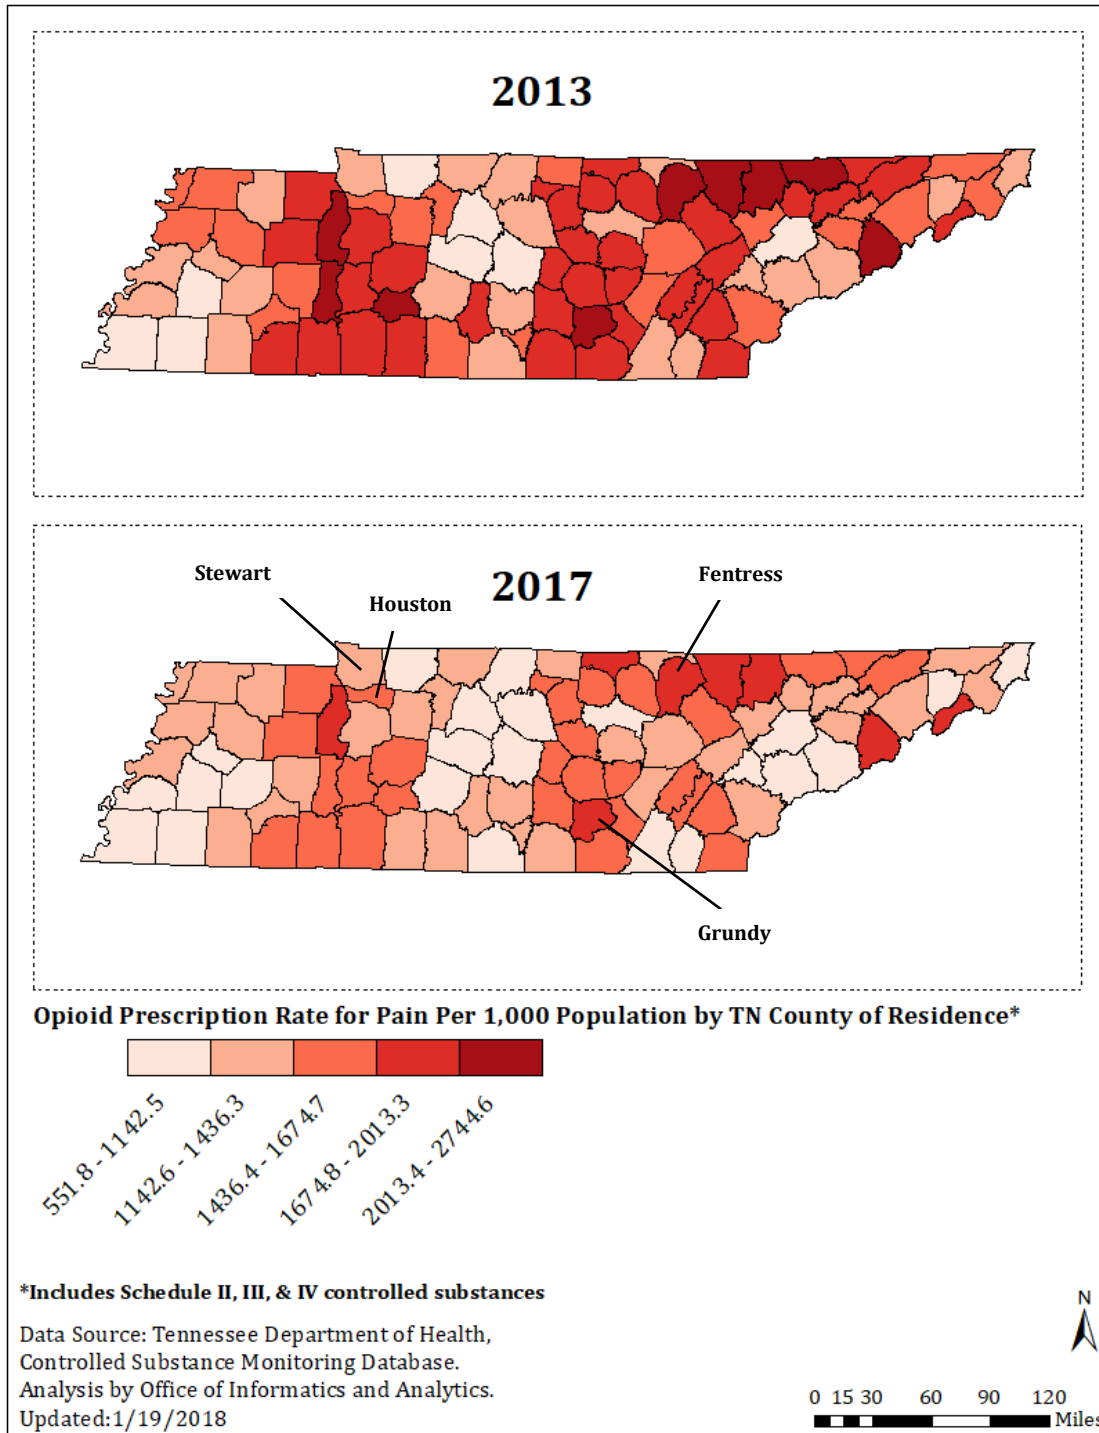 2013
Stewart
Houston
2017
Fentress
Grundy
Opioid Prescription Rate for Pain Per 1,000 Population by TN County of Residence*
551.8 - 1142.5
1142.6 - 1436.3
1436.4 - 1674.7
1674.8 - 2013.3
2013.4 - 2744.6
*Includes Schedule II, III, & IV controlled substances
Data Source: Tennessee Department of Health,
Controlled Substance Monitoring Database.
Analysis by Office of Informatics and Analytics.
Updated:1/19/2018
N
0 15 30 60 90 120
Miles